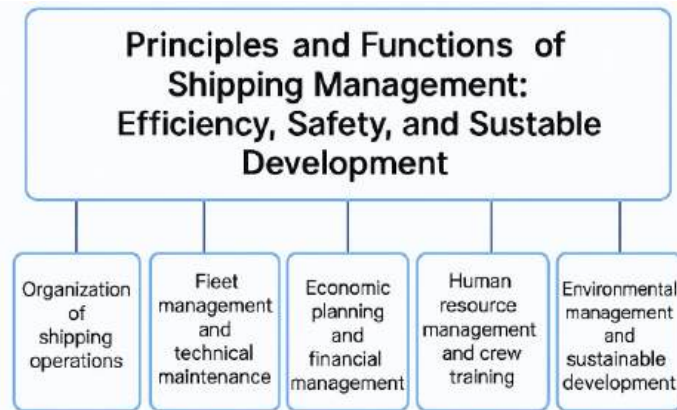 Principles and Functions of
Shipping Management:
Efficiency, Safety, and Sustable
Development
Organization
of
shipping
operations
Fleet
management
and
technical
maintenance
Economic
planning
and
financial
management
Human
resource
management
and crew
training
Environmental
management
and
sustainable
development